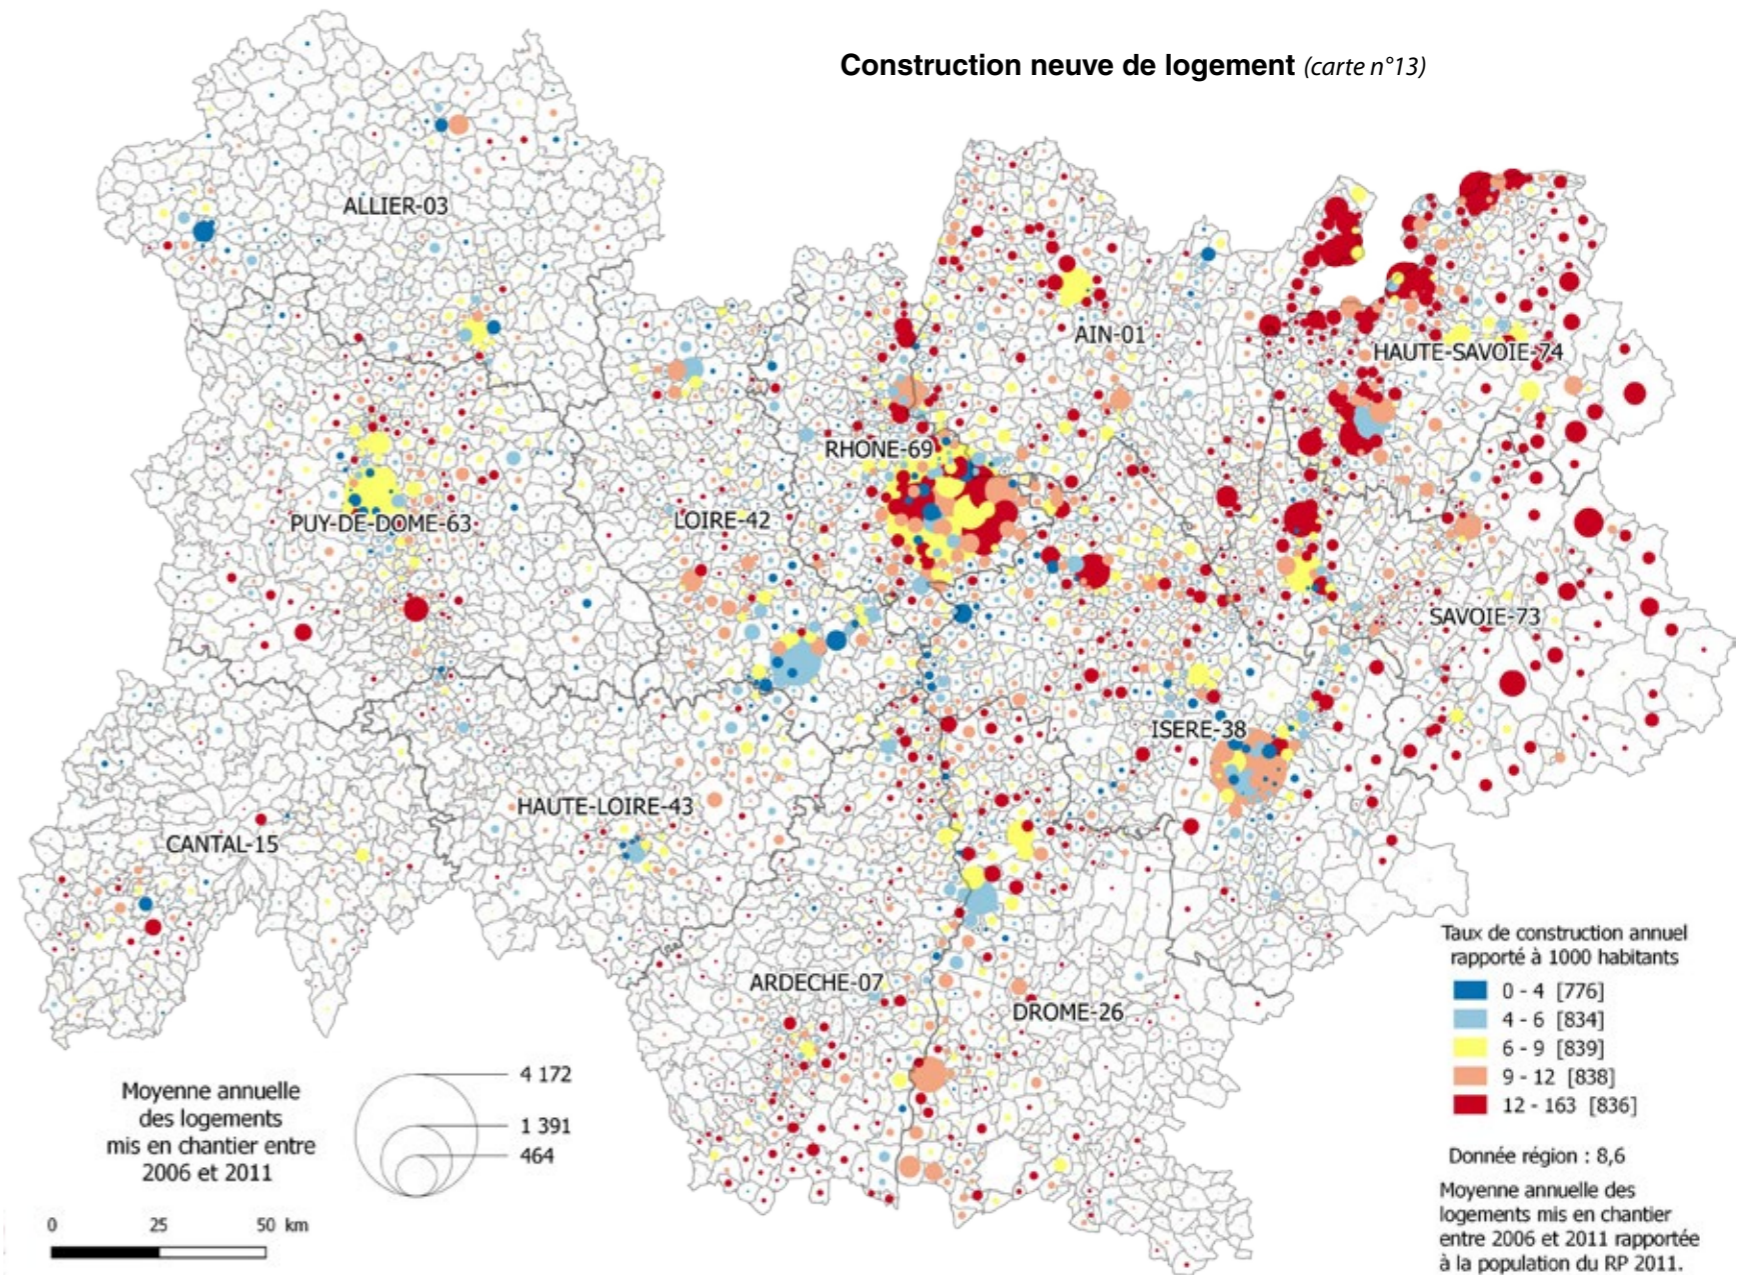 Construction neuve de logement (carte n°13)
ALLIER-03
AIN-01
HAUTE-SAVOIE-74
RHONE-69
PUY-DE-DOME-63
LOIRE-42
SAVOIE-73
ISERE-38
HAUTE-LOIRE-43
CANTAL-15
ARDECHE-07
DROME-26
Taux de construction annuel
rapporté à 1000 habitants
0 - 4 [776]
4 - 6 [834]
6 - 9 [839]
9 - 12 [838]
12 - 163 [836]
Donnée région : 8,6
Moyenne annuelle des
logements mis en chantier
entre 2006 et 2011 rapportée
à la population du RP 2011.
Moyenne annuelle
des logements
mis en chantier entre
2006 et 2011
4 172
1 391
464
0 25 50 km